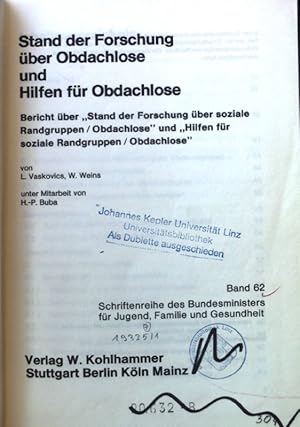 Stand der Forschung
über Obdachlose
und
Hilfen für Obdachlose
Bericht über „Stand der Forschung über soziale
Randgruppen / Obdachlose" und „Hilfen für
soziale Randgruppen / Obdachlose"
von
L. Vaskovics, W. Weins
unter Mitarbeit von
H.-P. Buba
"Johannes Kepler Universität Linz
Universitätsbibliothek
Als Dublette ausgeschieden
Band 62
Schriftenreihe des Bundesministers
für Jugend, Familie und Gesundheit
Verlag W. Kohlhammer
Stuttgart Berlin Köln Mainz